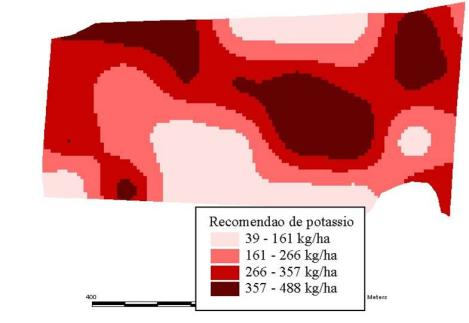 Recomendao de potassio
39 - 161 kg/ha
161 - 266 kg/ha
266 - 357 kg/ha
357 - 488 kg/ha
400
Meters